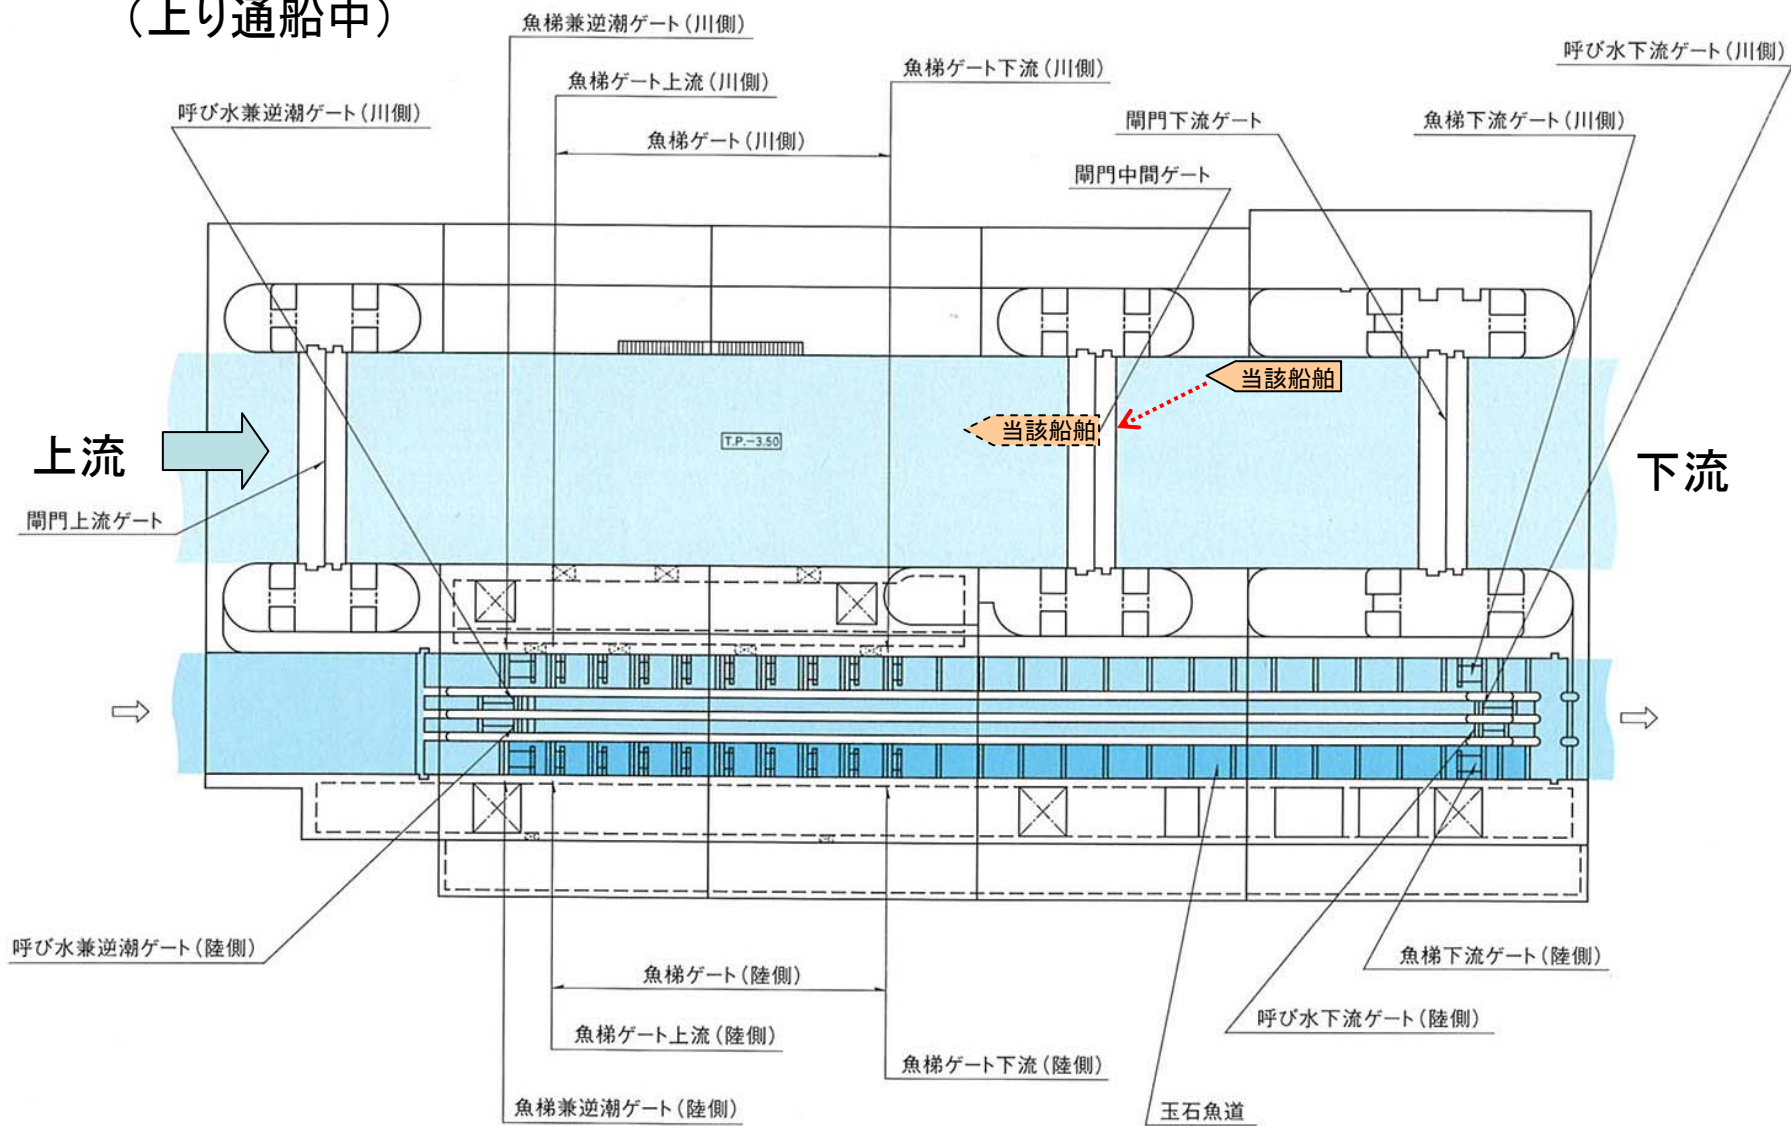 （上り通船中）
魚梯兼逆潮ゲート（川側）
呼び水下流ゲート（川側）
魚梯ゲート上流（川側）
魚梯ゲート下流（川側）
呼び水兼逆潮ゲート（川側）
閘門下流ゲート
魚梯下流ゲート（川側）
魚梯ゲート（川側）
閘門中間ゲート
当該船舶
当該船舶
T.P.-3.50
上流
下流
閘門上流ゲート
呼び水兼逆潮ゲート（陸側）
魚梯ゲート（陸側）
魚梯下流ゲート（陸側）
呼び水下流ゲート（陸側）
魚梯ゲート上流（陸側）
魚梯ゲート下流（陸側）
魚梯兼逆潮ゲート（陸側）
玉石魚道